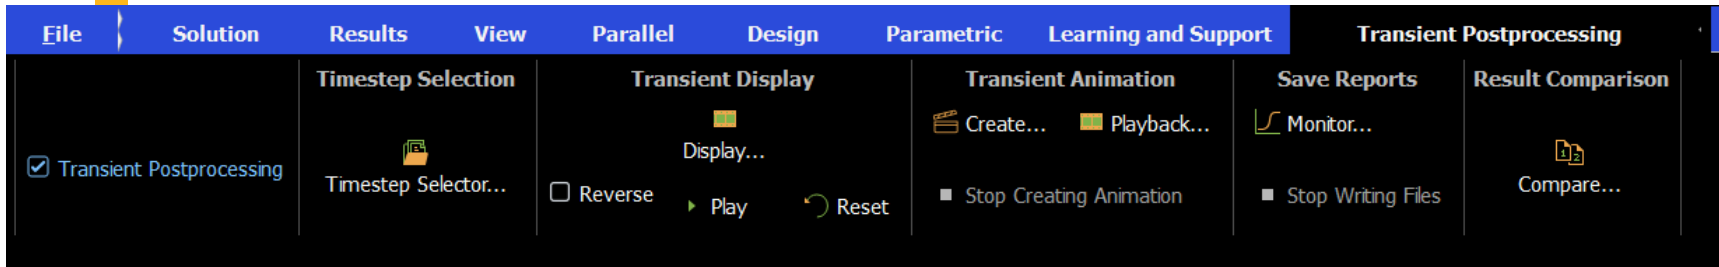 File Solution Results View Parallel Design Parametric Learning and Support Transient Postprocessing
Timestep Selection Transient Display Transient Animation Save Reports Result Comparison
Create... Playback... Monitor...
Display...
Transient Postprocessing
Timestep Selector... Compare...
Reverse Play Reset Stop Creating Animation Stop Writing Files
1 2